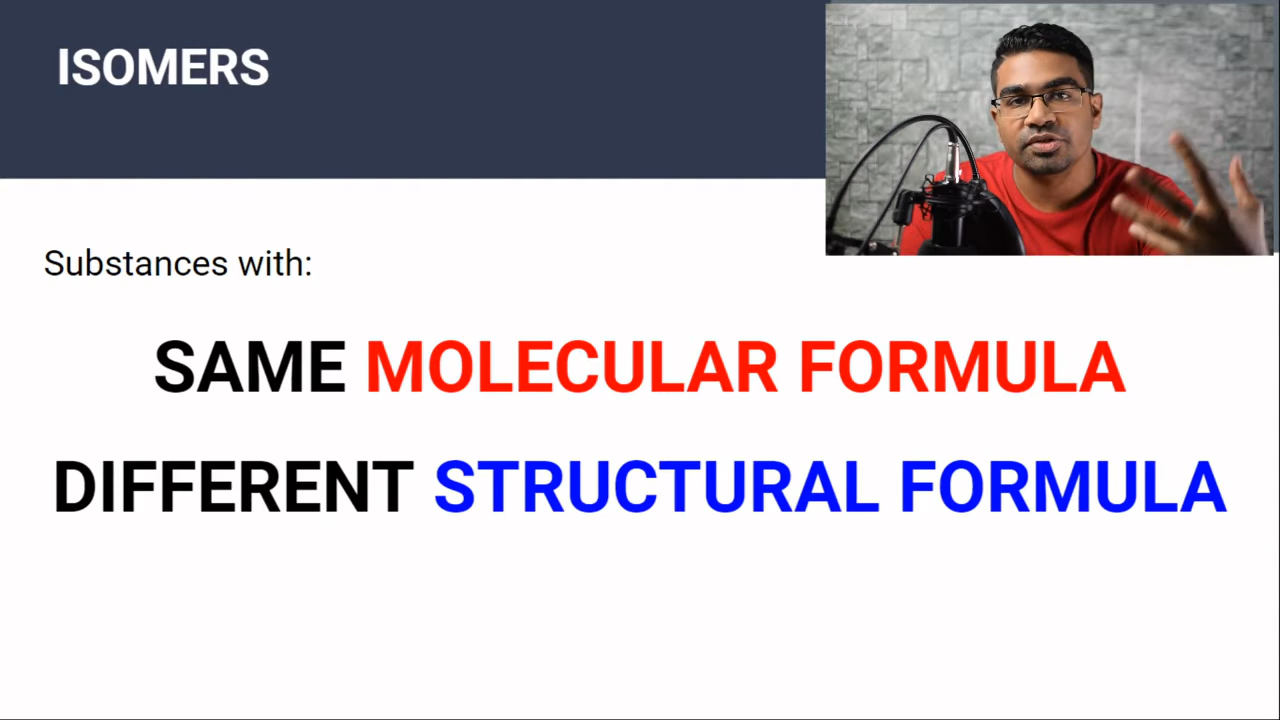 ISOMERS
Substances with:
SAME MOLECULAR FORMULA
DIFFERENT STRUCTURAL FORMULA